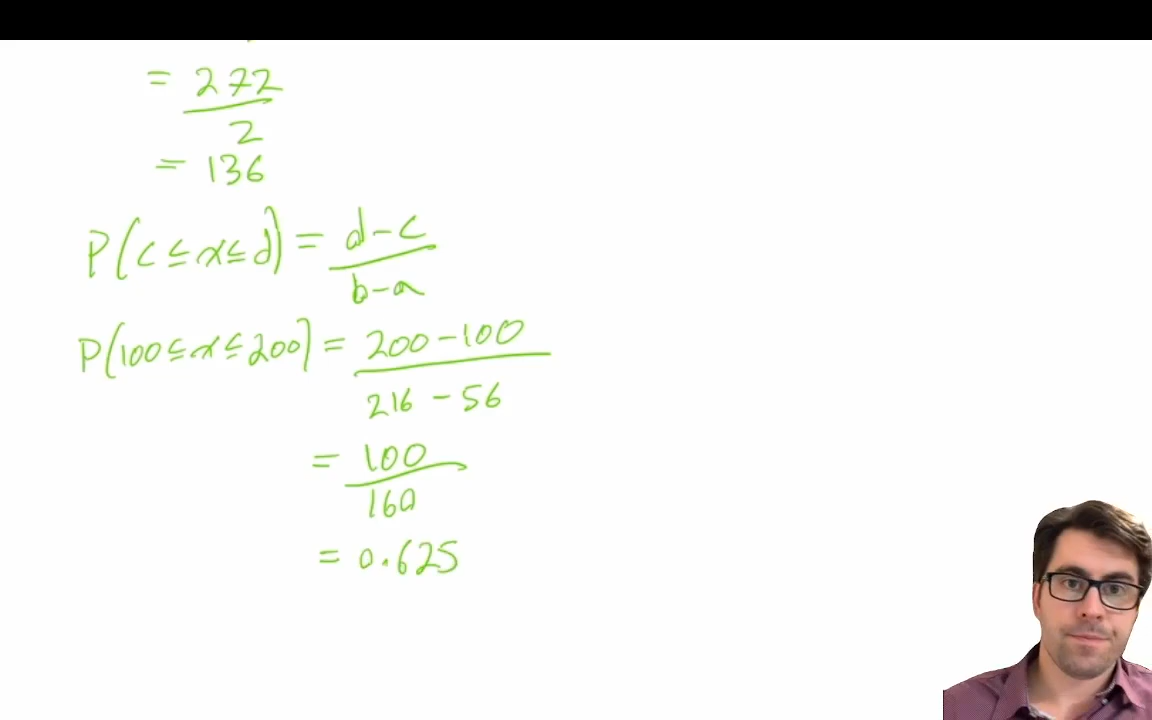 = 272
2
= 136
P(c ≤ x ≤ d) = d - c
b - a
P(100 ≤ x ≤ 200) = 200 - 100
216 - 56
= 100
160
= 0.625